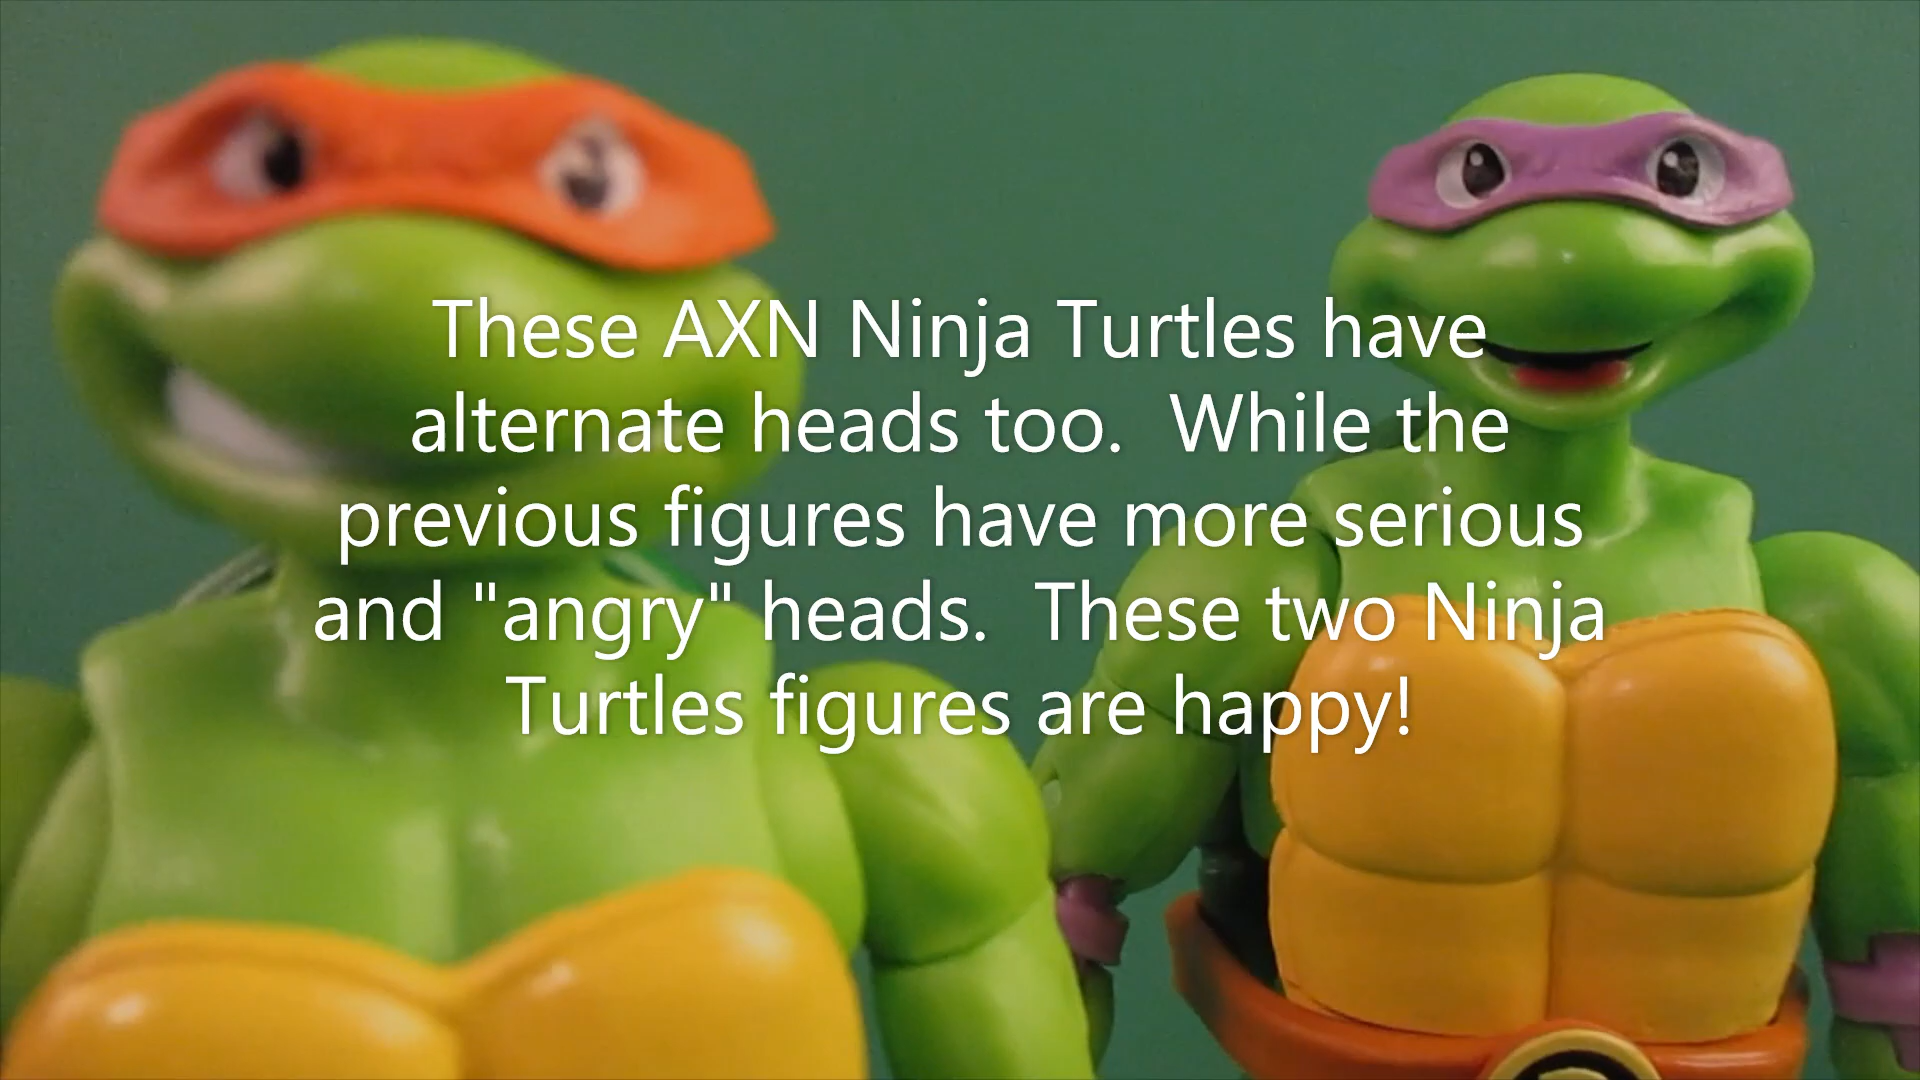 These AXN Ninja Turtles have
alternate heads too.  While the
previous figures have more serious
and "angry" heads.  These two Ninja
Turtles figures are happy!